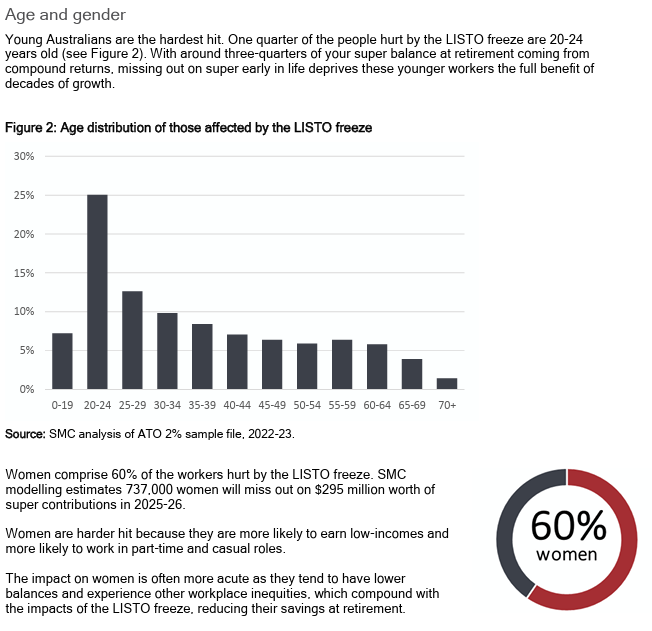 Age and gender
Young Australians are the hardest hit. One quarter of the people hurt by the LISTO freeze are 20-24
years old (see Figure 2). With around three-quarters of your super balance at retirement coming from
compound returns, missing out on super early in life deprives these younger workers the full benefit of
decades of growth.
Figure 2: Age distribution of those affected by the LISTO freeze
30%
25%
20%
15%
10%
5%
0%
0-19 20-24 25-29 30-34 35-39 40-44 45-49 50-54 55-59 60-64 65-69 70+
Source: SMC analysis of ATO 2% sample file, 2022-23.
Women comprise 60% of the workers hurt by the LISTO freeze. SMC
modelling estimates 737,000 women will miss out on $295 million worth of
super contributions in 2025-26.
Women are harder hit because they are more likely to earn low-incomes and
more likely to work in part-time and casual roles.
The impact on women is often more acute as they tend to have lower
balances and experience other workplace inequities, which compound with
the impacts of the LISTO freeze, reducing their savings at retirement.
60%
women